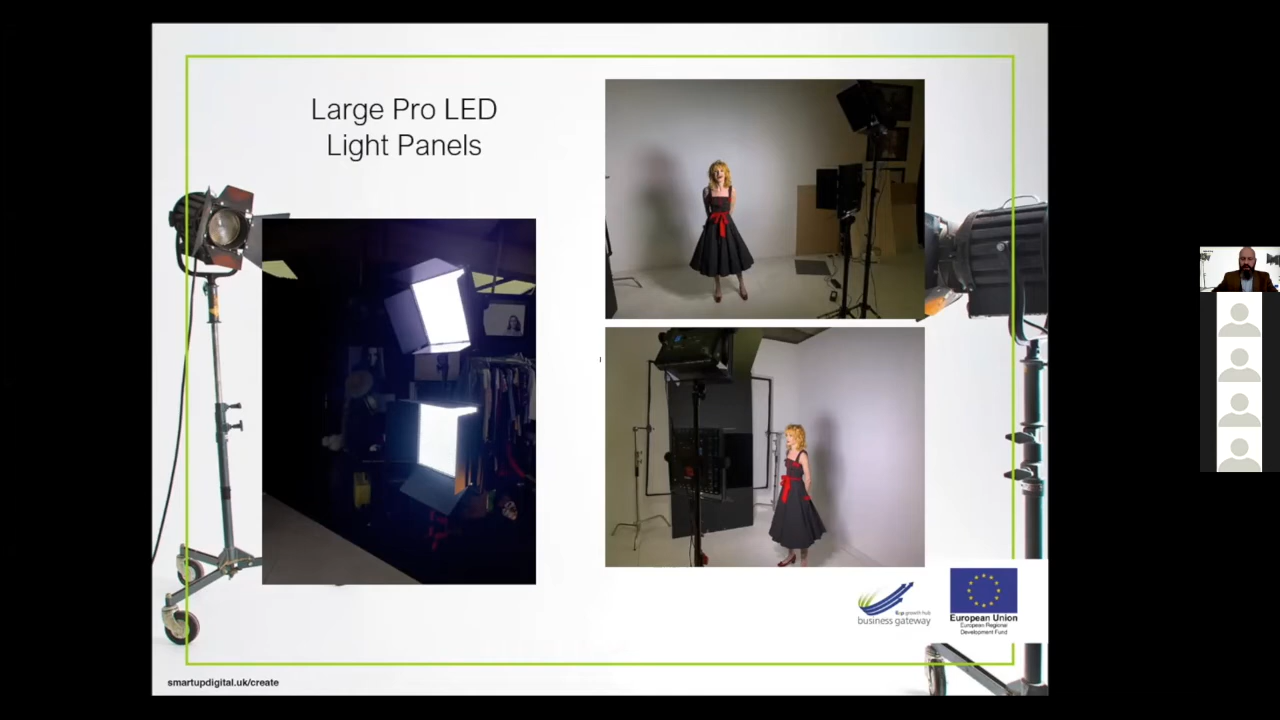 Large Pro LED
Light Panels
business gateway
European Union
European Regional
Development Fund
smartupdigital.uk/create